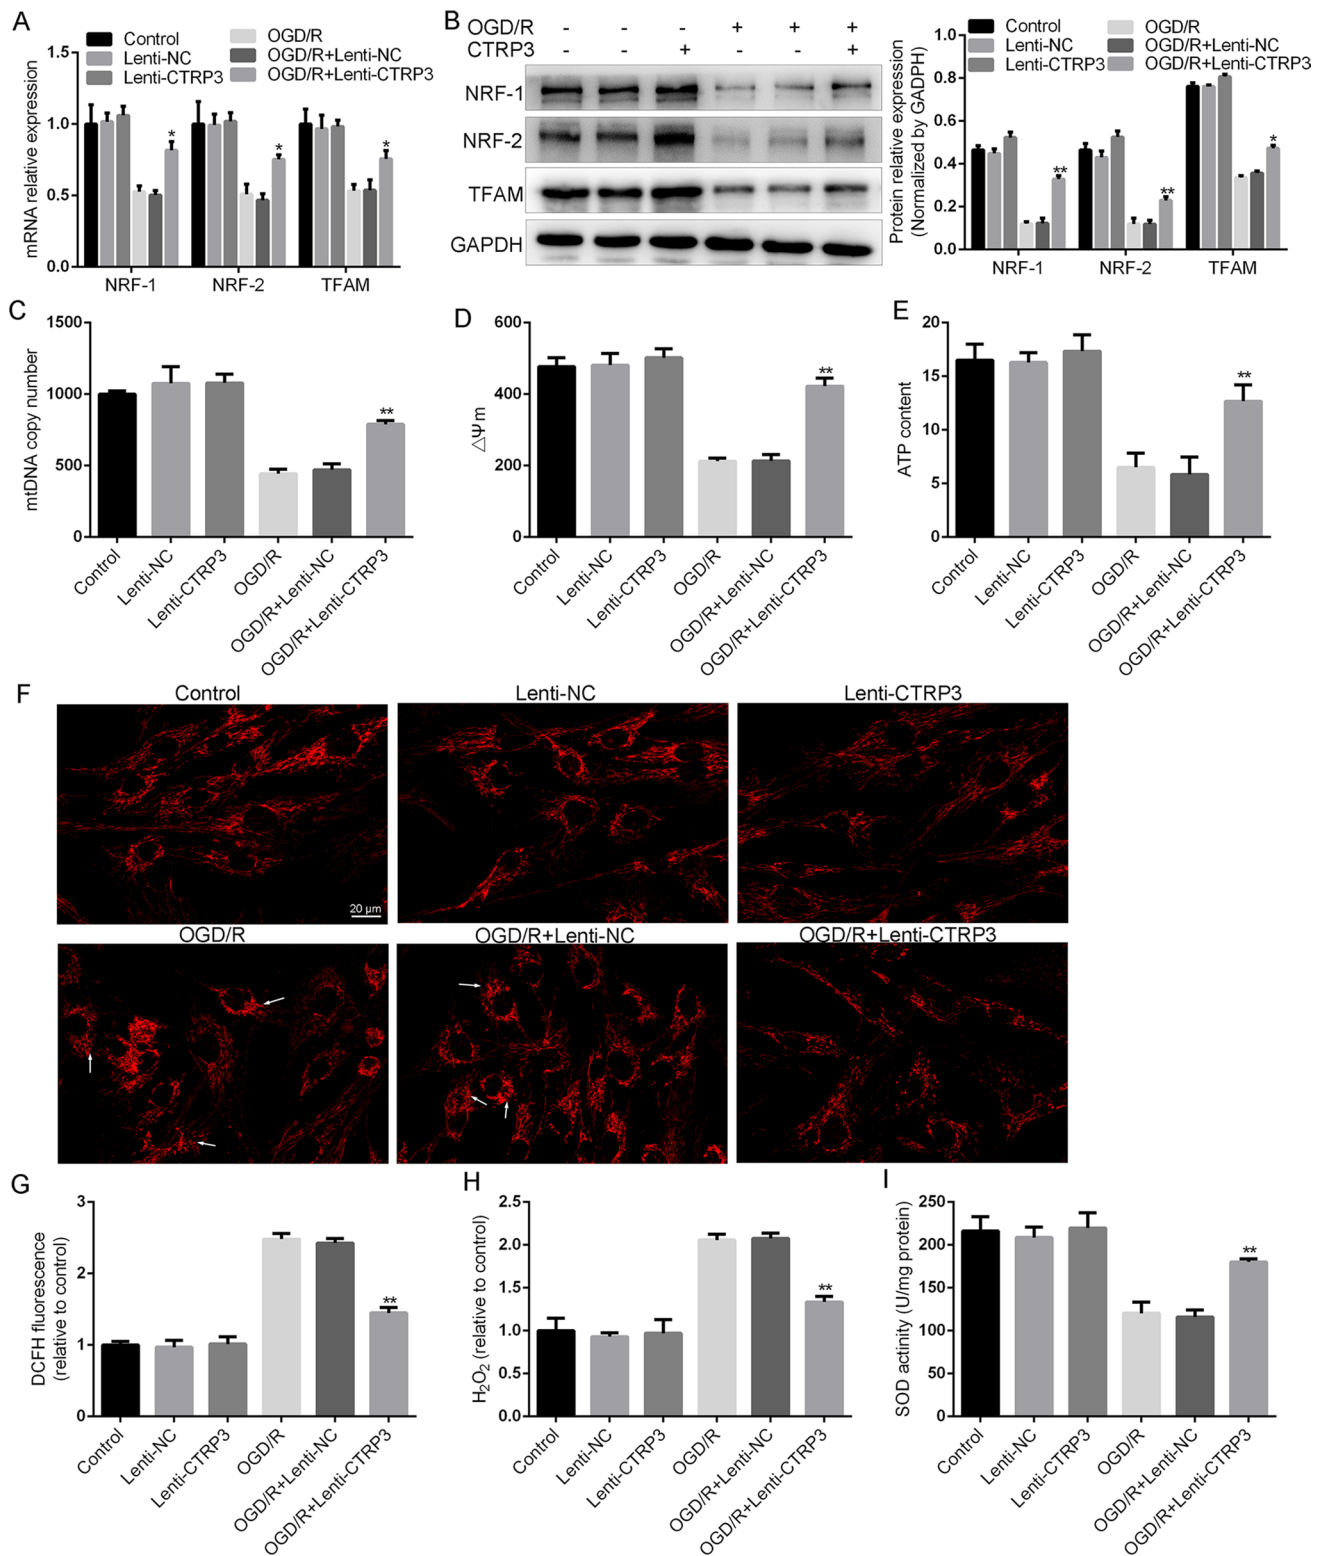 A
Control
Lenti-NC
Lenti-CTRP3
OGD/R
OGD/R+Lenti-NC
OGD/R+Lenti-CTRP3
mRNA relative expression
1.5
1.0
0.5
0.0
*
*
*
NRF-1
NRF-2
TFAM
B
OGD/R - - - + + +
CTRP3 - - + - - +
NRF-1
NRF-2
TFAM
GAPDH
Control
Lenti-NC
Lenti-CTRP3
OGD/R
OGD/R+Lenti-NC
OGD/R+Lenti-CTRP3
Protein relative expression
(Normalized by GADPH)
1.0
0.8
0.6
0.4
0.2
0.0
**
**
*
NRF-1
NRF-2
TFAM
C
mtDNA copy number
1500
1000
500
0
**
Control
Lenti-NC
Lenti-CTRP3
OGD/R
OGD/R+Lenti-NC
OGD/R+Lenti-CTRP3
D
△Ψm
600
400
200
0
**
Control
Lenti-NC
Lenti-CTRP3
OGD/R
OGD/R+Lenti-NC
OGD/R+Lenti-CTRP3
E
ATP content
20
15
10
5
0
**
Control
Lenti-NC
Lenti-CTRP3
OGD/R
OGD/R+Lenti-NC
OGD/R+Lenti-CTRP3
F
Control
Lenti-NC
Lenti-CTRP3
20 μm
OGD/R
OGD/R+Lenti-NC
OGD/R+Lenti-CTRP3
G
DCFH fluorescence
(relative to control)
3
2
1
0
**
Control
Lenti-NC
Lenti-CTRP3
OGD/R
OGD/R+Lenti-NC
OGD/R+Lenti-CTRP3
H
H₂O₂ (relative to control)
2.5
2.0
1.5
1.0
0.5
0.0
**
Control
Lenti-NC
Lenti-CTRP3
OGD/R
OGD/R+Lenti-NC
OGD/R+Lenti-CTRP3
I
SOD actinity (U/mg protein)
250
200
150
100
50
0
**
Control
Lenti-NC
Lenti-CTRP3
OGD/R
OGD/R+Lenti-NC
OGD/R+Lenti-CTRP3